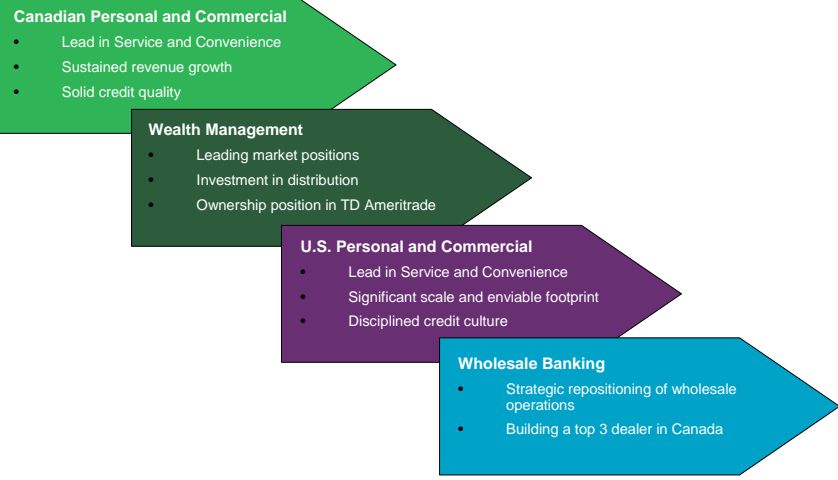 Canadian Personal and Commercial
• Lead in Service and Convenience
• Sustained revenue growth
• Solid credit quality
Wealth Management
• Leading market positions
• Investment in distribution
• Ownership position in TD Ameritrade
U.S. Personal and Commercial
• Lead in Service and Convenience
• Significant scale and enviable footprint
• Disciplined credit culture
Wholesale Banking
• Strategic repositioning of wholesale
operations
• Building a top 3 dealer in Canada